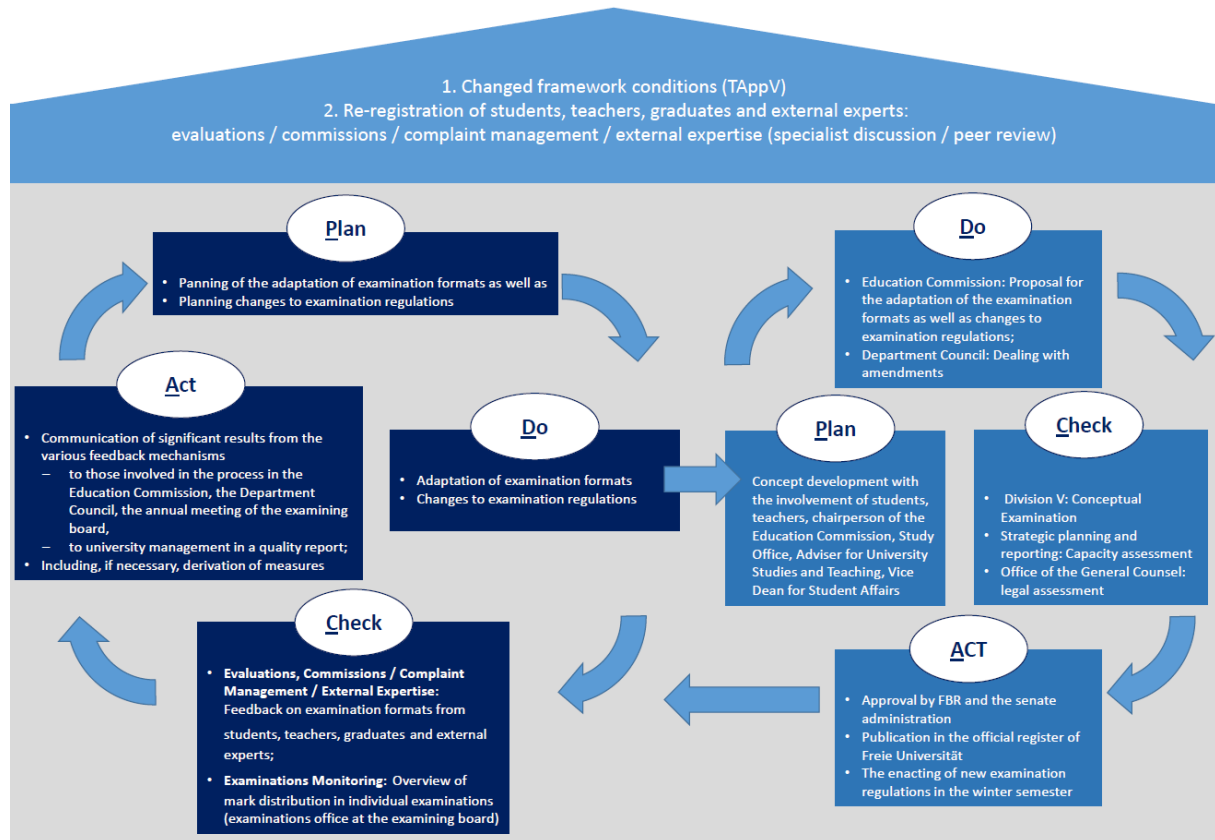 1. Changed framework conditions (TAppV)
2. Re-registration of students, teachers, graduates and external experts:
evaluations / commissions / complaint management / external expertise (specialist discussion / peer review)
Plan
• Panning of the adaptation of examination formats as well as
• Planning changes to examination regulations
Act
• Communication of significant results from the
various feedback mechanisms
– to those involved in the process in the
Education Commission, the Department
Council, the annual meeting of the examining
board,
– to university management in a quality report;
• Including, if necessary, derivation of measures
Do
• Adaptation of examination formats
• Changes to examination regulations
Check
• Evaluations, Commissions / Complaint
Management / External Expertise:
Feedback on examination formats from
students, teachers, graduates and external
experts;
• Examinations Monitoring: Overview of
mark distribution in individual examinations
(examinations office at the examining board)
Plan
Concept development with
the involvement of students,
teachers, chairperson of the
Education Commission, Study
Office, Adviser for University
Studies and Teaching, Vice
Dean for Student Affairs
Do
• Education Commission: Proposal for
the adaptation of the examination
formats as well as changes to
examination regulations;
• Department Council: Dealing with
amendments
Check
• Division V: Conceptual
Examination
• Strategic planning and
reporting: Capacity assessment
• Office of the General Counsel:
legal assessment
ACT
• Approval by FBR and the senate
administration
• Publication in the official register of
Freie Universität
• The enacting of new examination
regulations in the winter semester